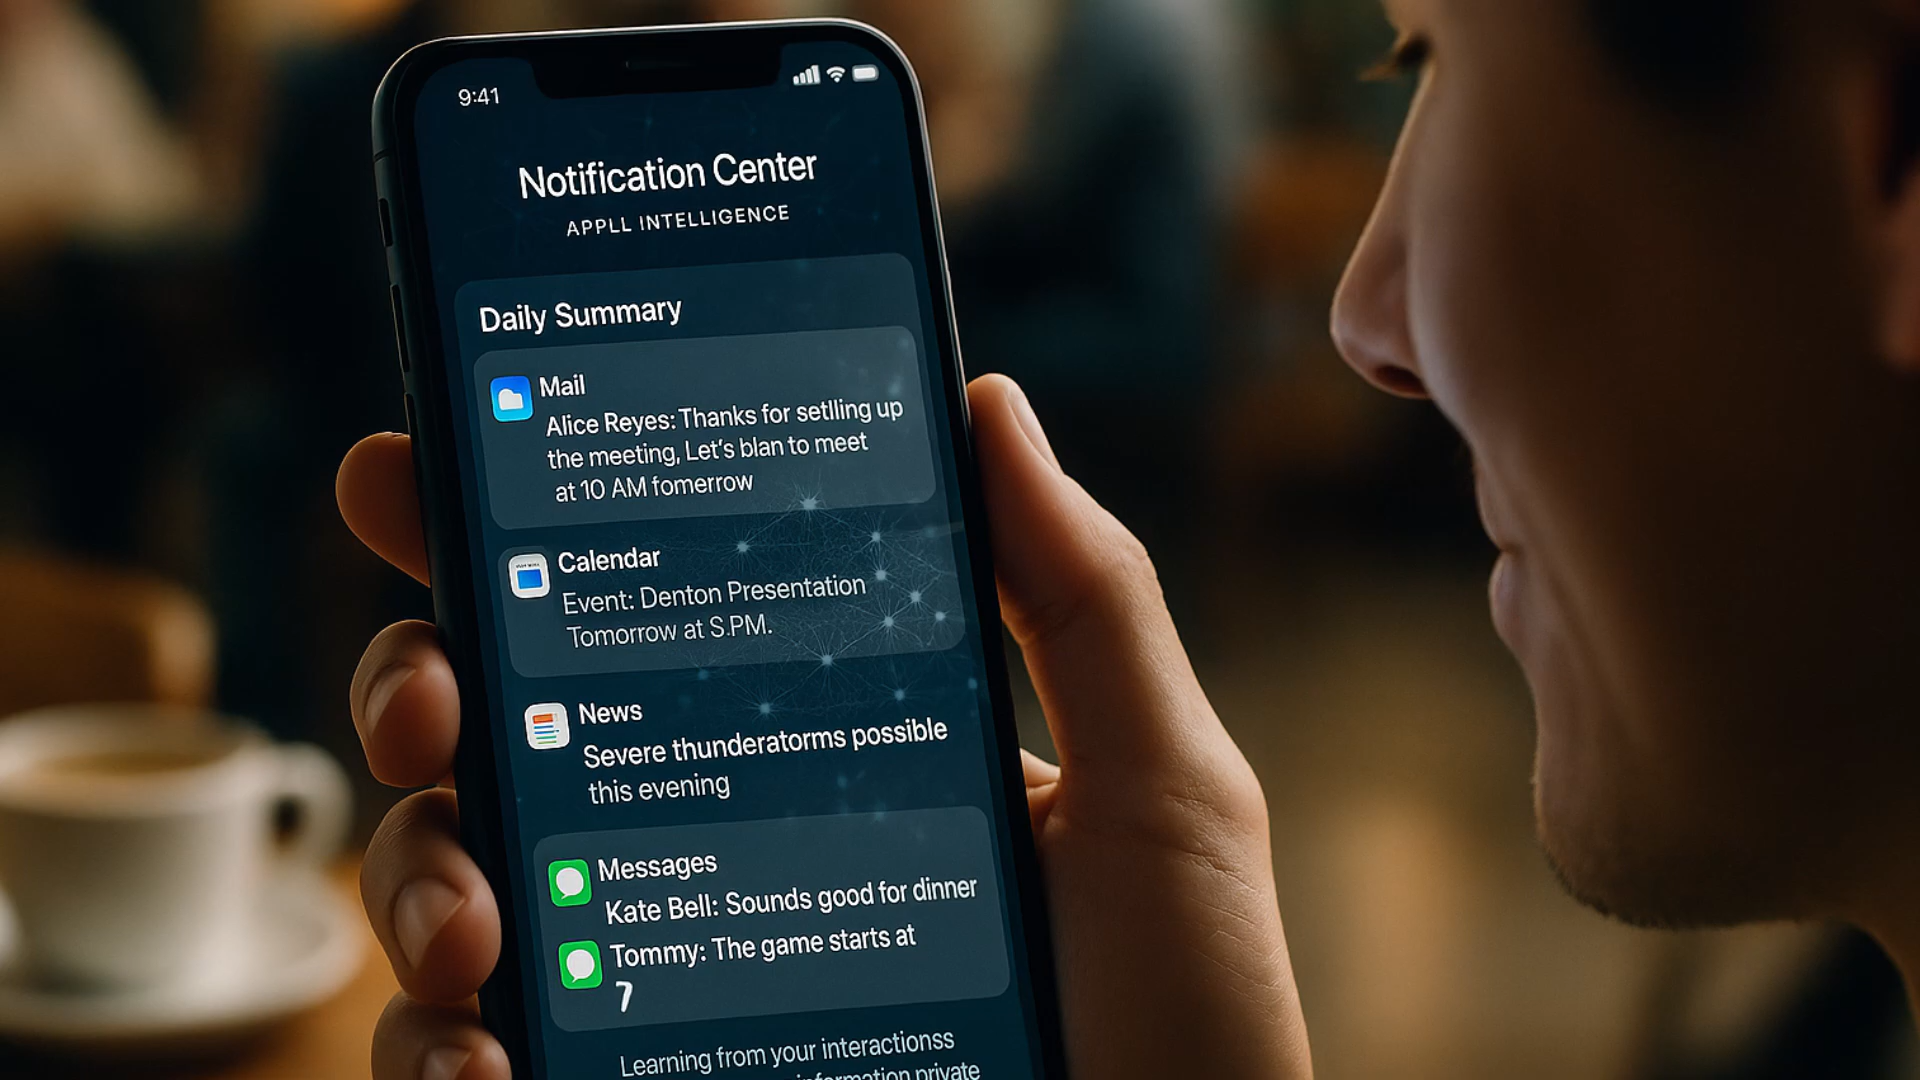 9:41
Notification Center
APPLL INTELLIGENCE
Daily Summary
Mail
Alice Reyes: Thanks for setlling up
the meeting, Let's blan to meet
at 10 AM fomerrow
Calendar
Event: Denton Presentation
Tomorrow at S.PM.
News
Severe thunderatorms possible
this evening
Messages
Kate Bell: Sounds good for dinner
Tommy: The game starts at
7
Learning from your interactionss
private